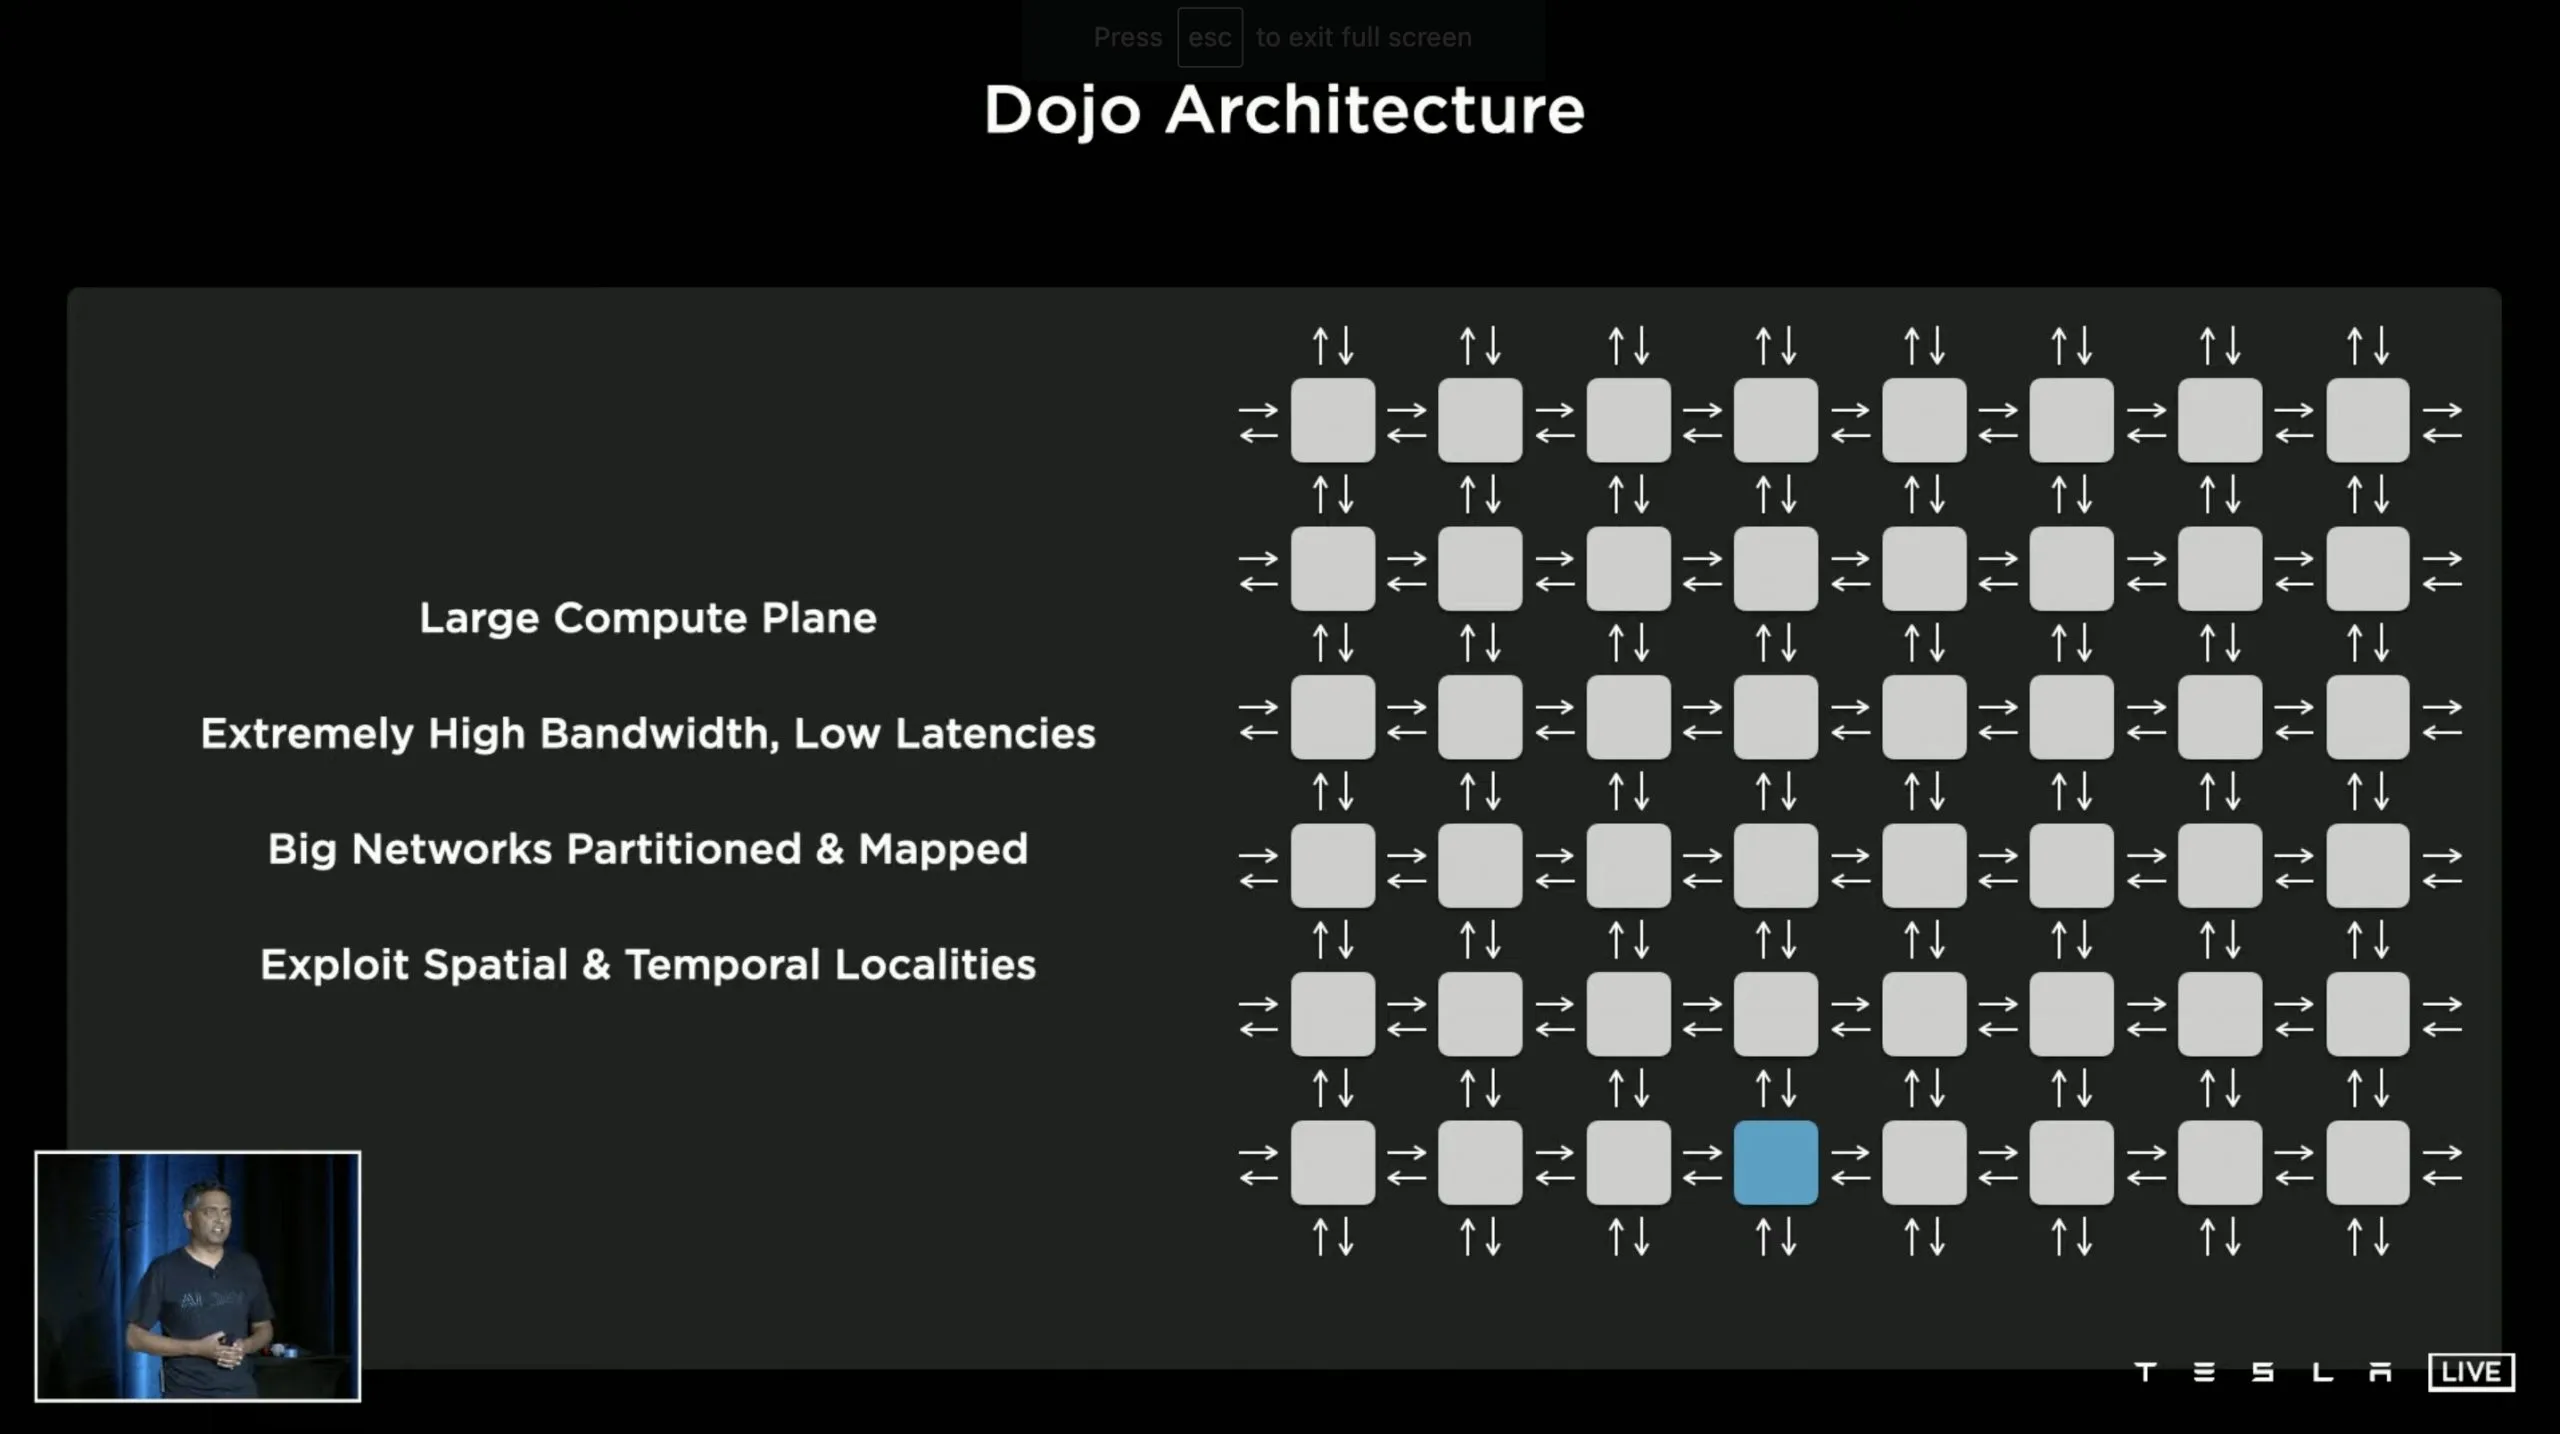 Press esc to exit full screen
Dojo Architecture
Large Compute Plane
Extremely High Bandwidth, Low Latencies
Big Networks Partitioned & Mapped
Exploit Spatial & Temporal Localities
TESLA LIVE